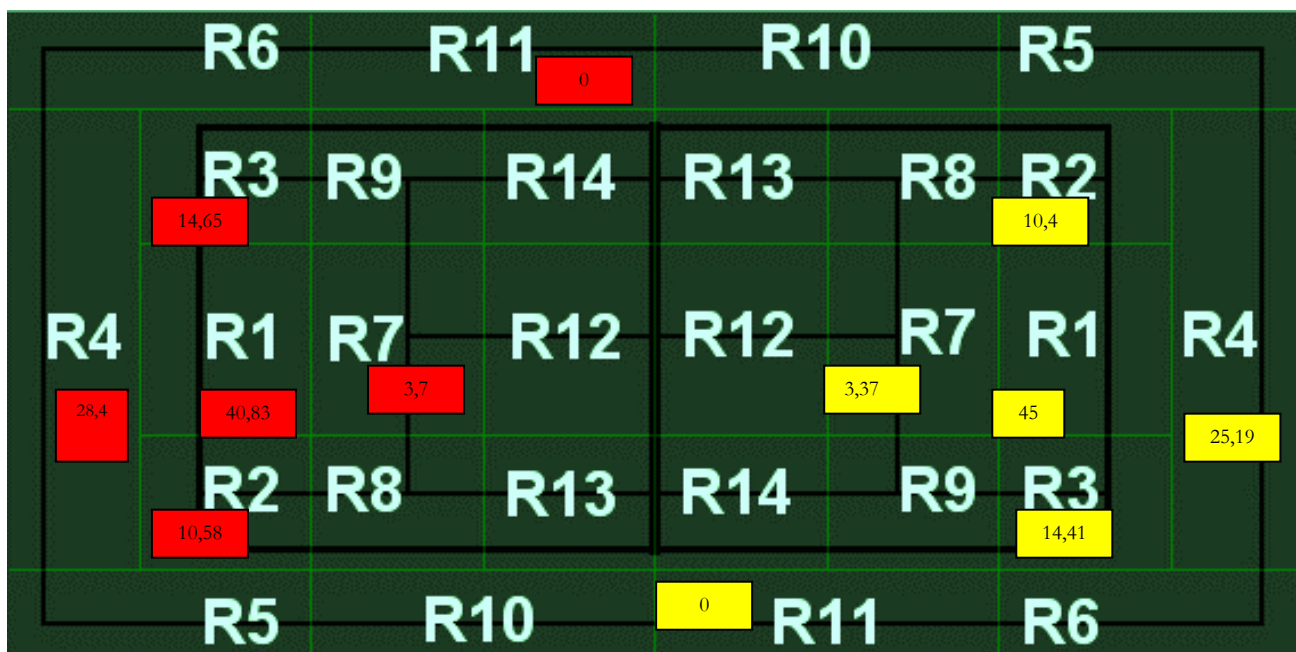 R6 R11 R10 R5
0
R3 R9 R14 R13 R8 R2
14,65 10,4
R4 R1 R7 R12 R12 R7 R1 R4
28,4 40,83 3,7 3,37 45 25,19
R2 R8 R13 R14 R9 R3
10,58 14,41
0
R5 R10 R11 R6